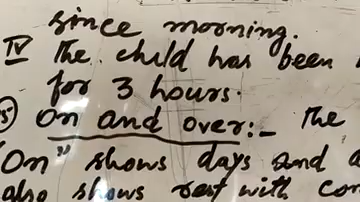 since morning.
IV The child has been
for 3 hours.
5) On and over:- The
"On" shows days and
also shows rest with con